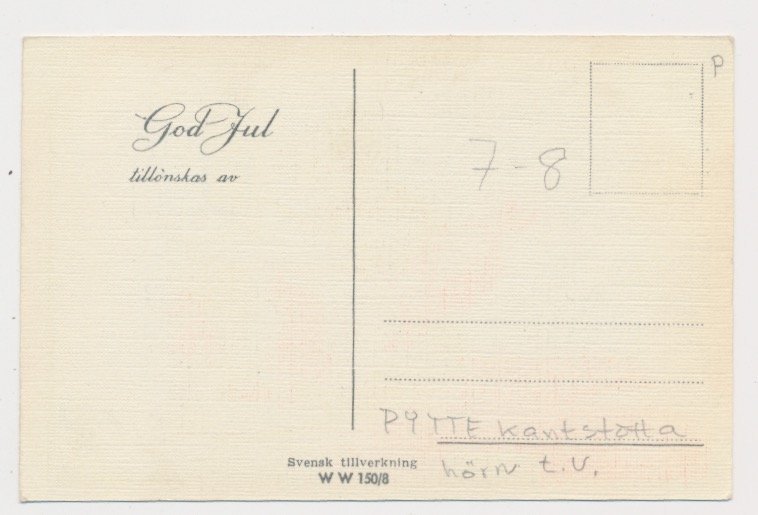 P
God Jul
tillönskas av
7-8
PYTTE kantstötta
hörn t.v.
Svensk tillverkning
W W 150/8